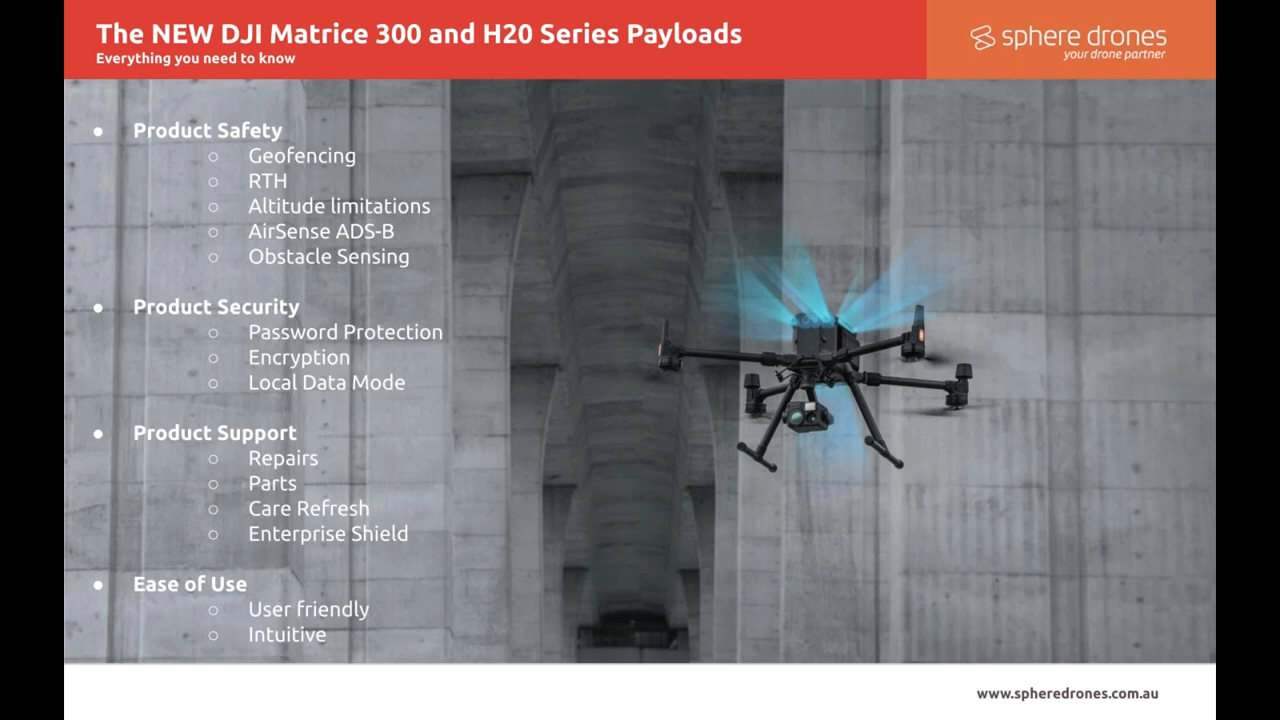 The NEW DJI Matrice 300 and H20 Series Payloads
Everything you need to know
sphere drones
your drone partner
● Product Safety
○ Geofencing
○ RTH
○ Altitude limitations
○ AirSense ADS-B
○ Obstacle Sensing
● Product Security
○ Password Protection
○ Encryption
○ Local Data Mode
● Product Support
○ Repairs
○ Parts
○ Care Refresh
○ Enterprise Shield
● Ease of Use
○ User friendly
○ Intuitive
www.spheredrones.com.au